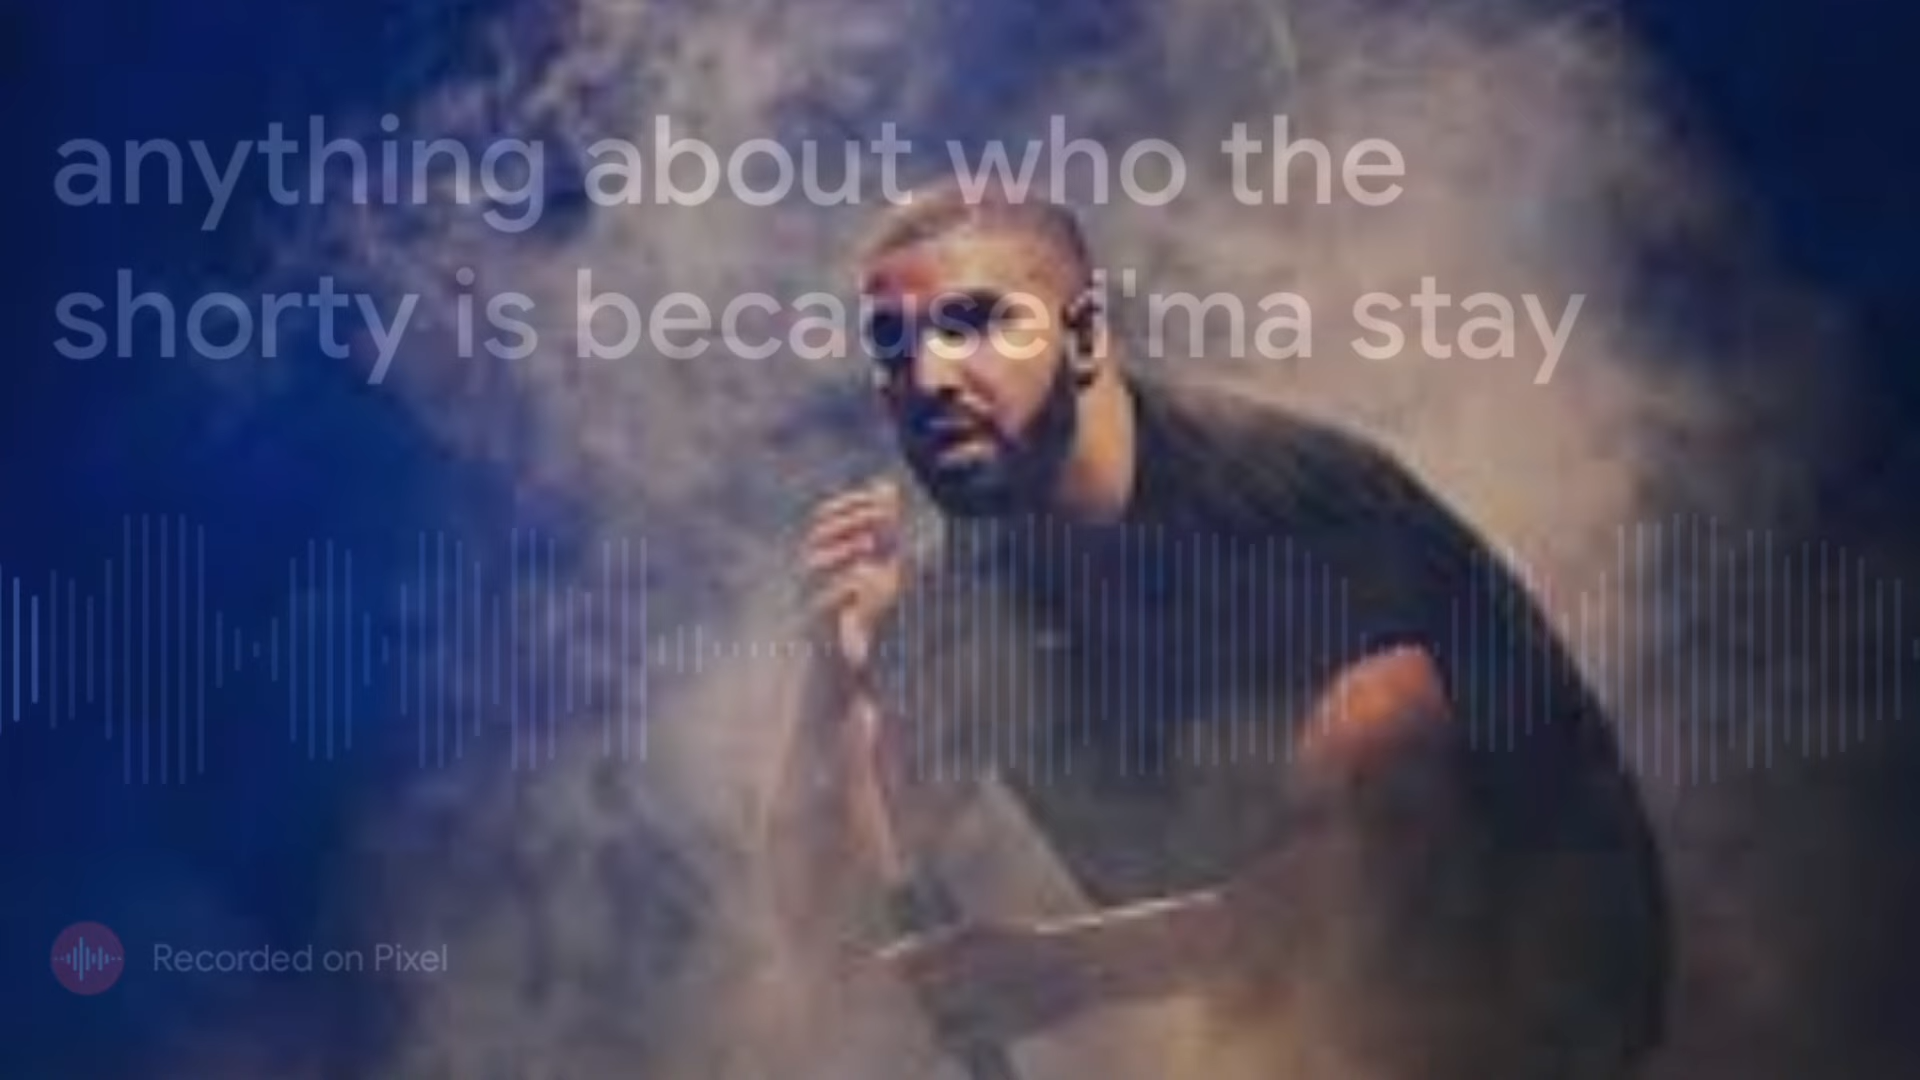 anything about who the
shorty is because i'ma stay
Recorded on Pixel